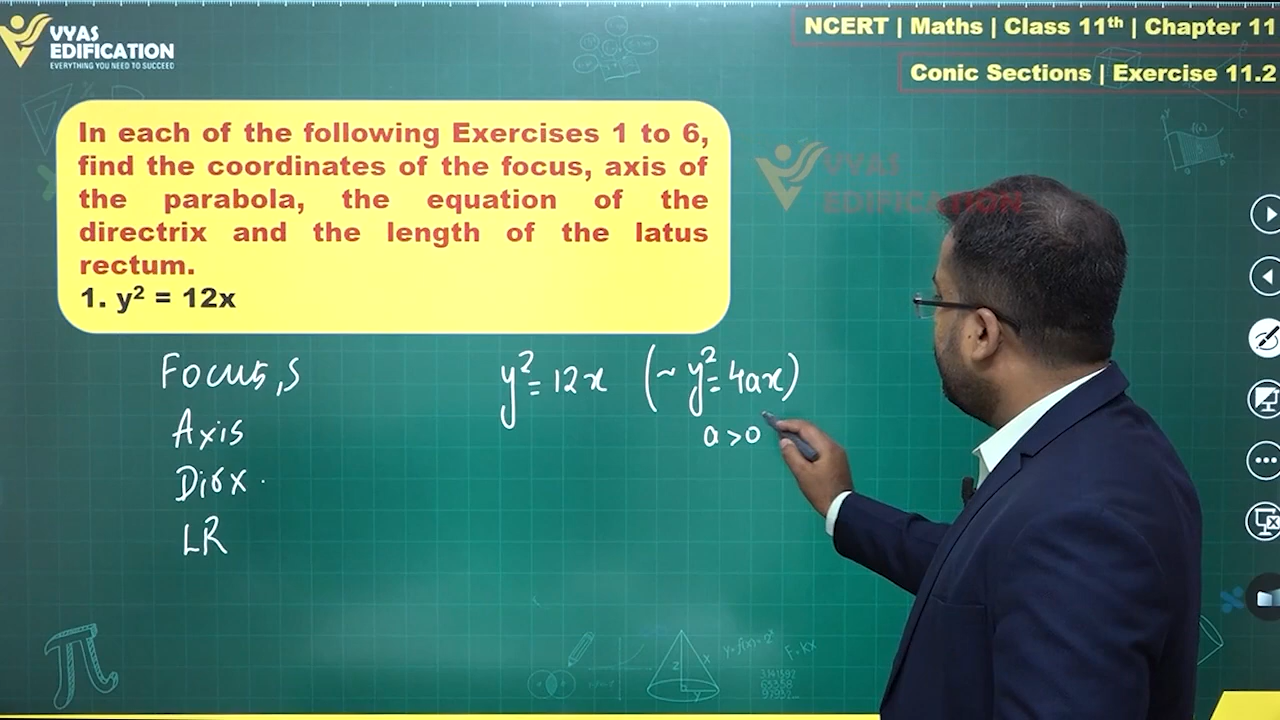 VYAS
EDIFICATION
EVERYTHING YOU NEED TO SUCCEED
NCERT | Maths | Class 11th | Chapter 11
Conic Sections | Exercise 11.2
In each of the following Exercises 1 to 6,
find the coordinates of the focus, axis of
the parabola, the equation of the
directrix and the length of the latus
rectum.
1. y² = 12x
VYAS
EDIFICATION
Focus, S
Axis
Dirx.
LR
y² = 12x (~ y² = 4ax)
a > 0